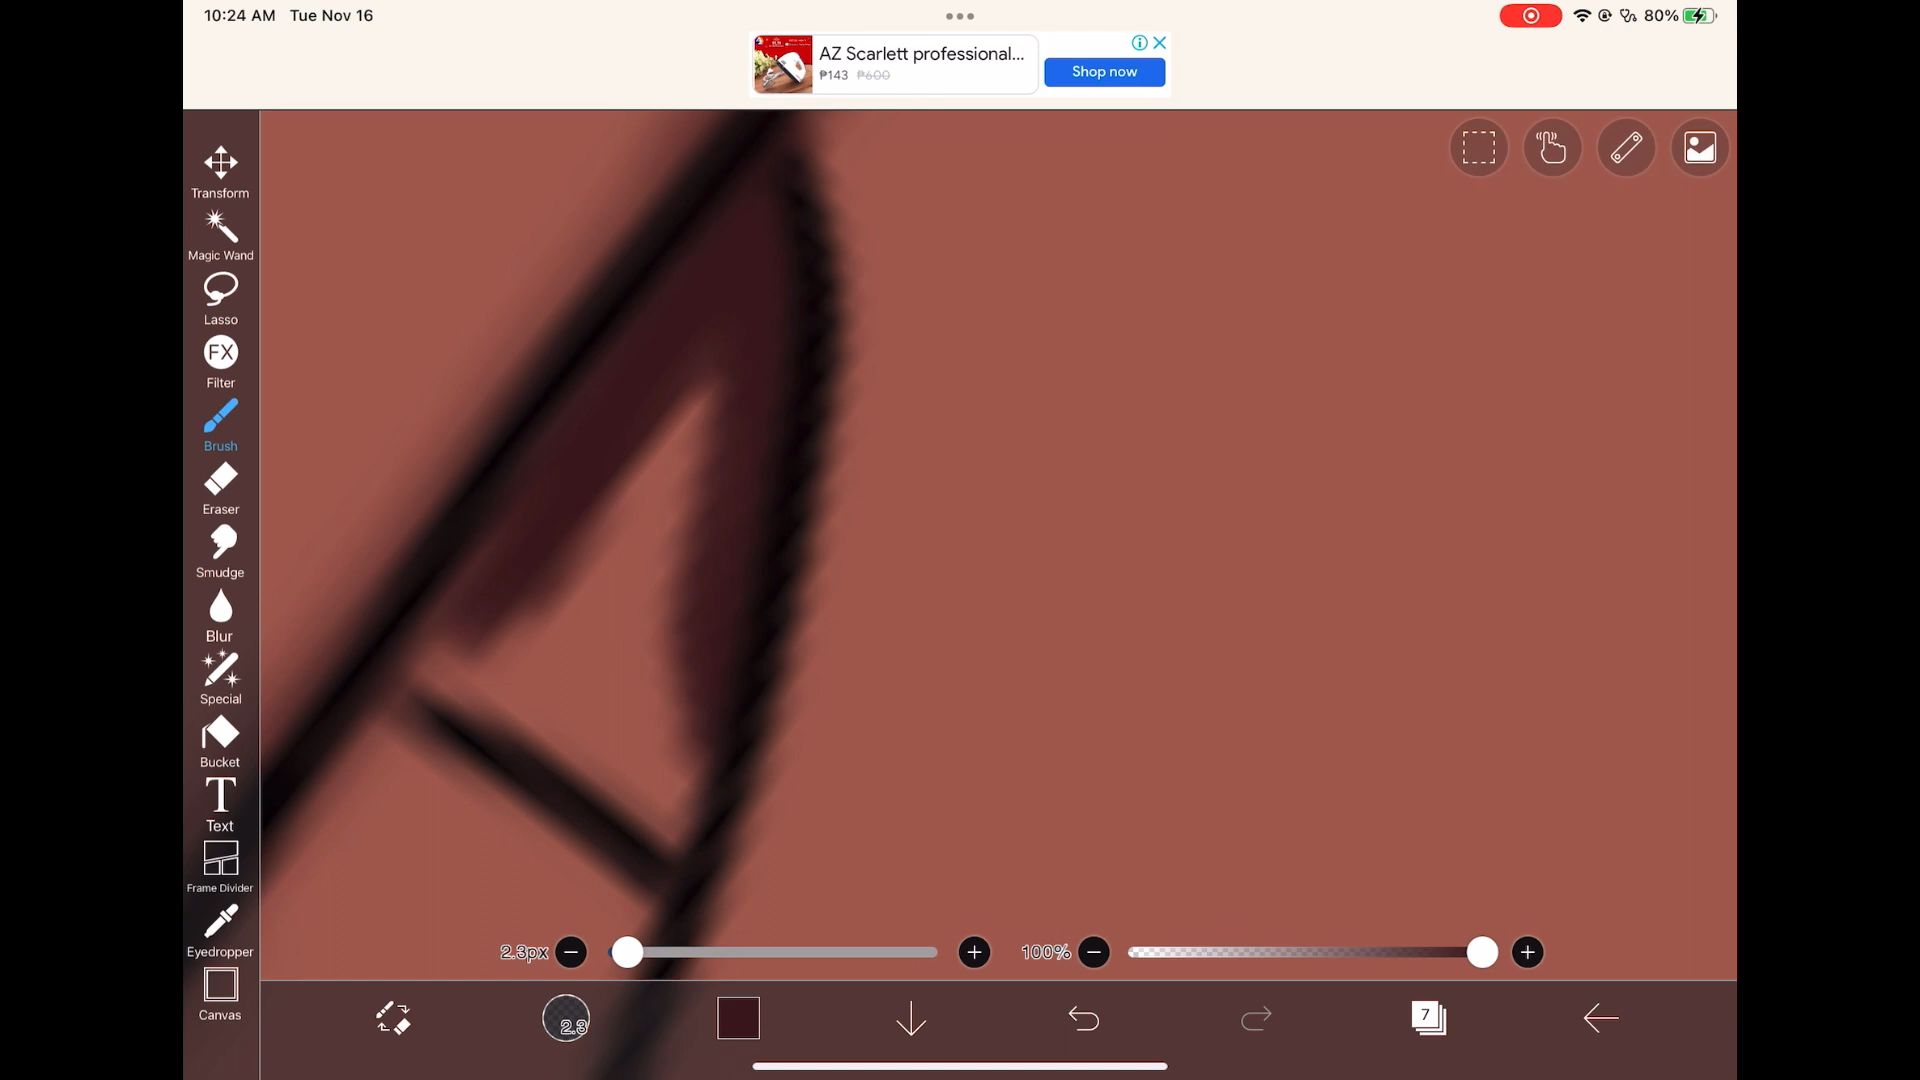 10:24 AM Tue Nov 16
80%
AZ Scarlett professional...
₱143 ₱600
Shop now
Transform
Magic Wand
Lasso
FX
Filter
Brush
Eraser
Smudge
Blur
Special
Bucket
T
Text
Frame Divider
Eyedropper
Canvas
2.3px
100%
2.3
7